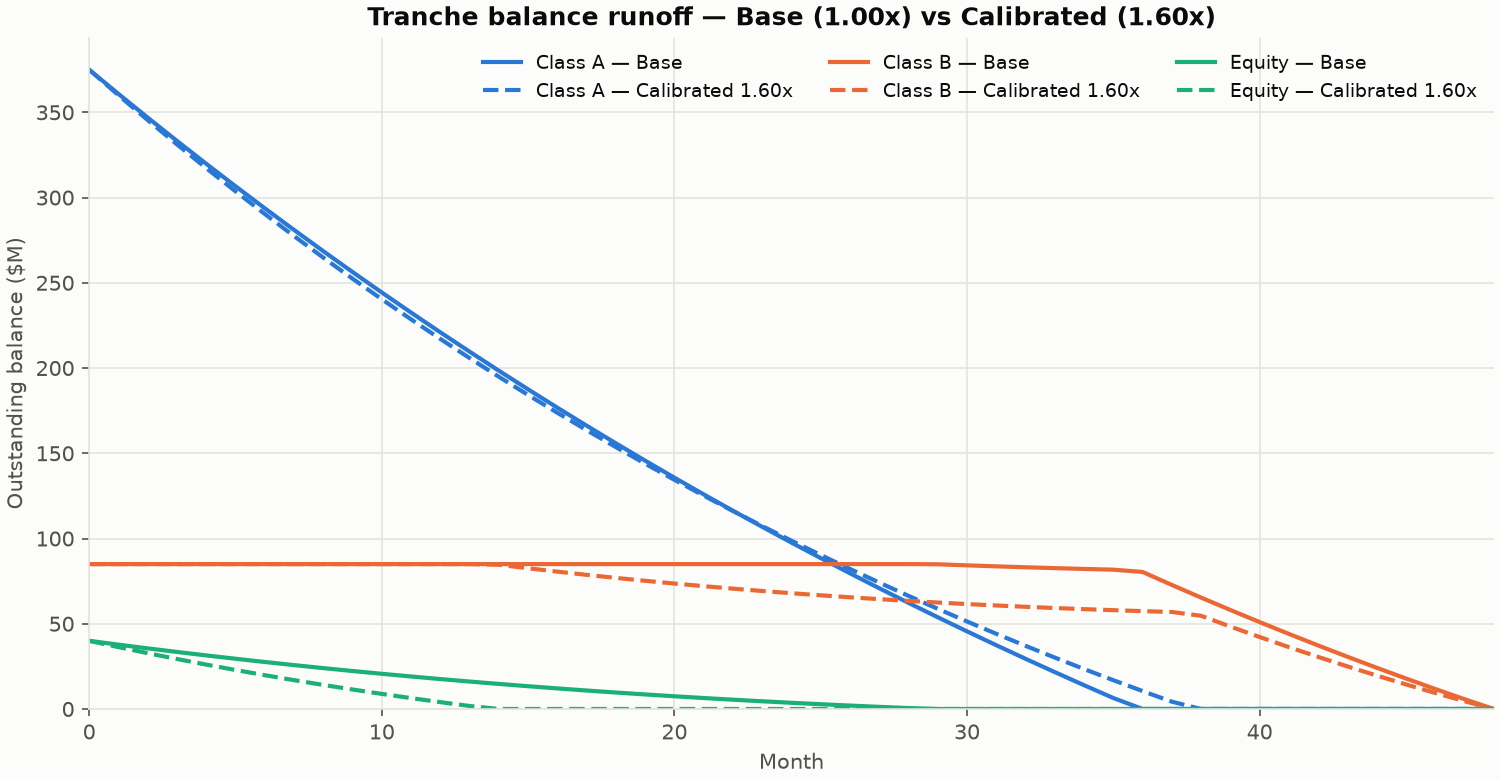 Tranche balance runoff — Base (1.00x) vs Calibrated (1.60x)
Class A — Base
Class A — Calibrated 1.60x
Class B — Base
Class B — Calibrated 1.60x
Equity — Base
Equity — Calibrated 1.60x
Outstanding balance ($M)
350
300
250
200
150
100
50
0
0
10
20
30
40
Month